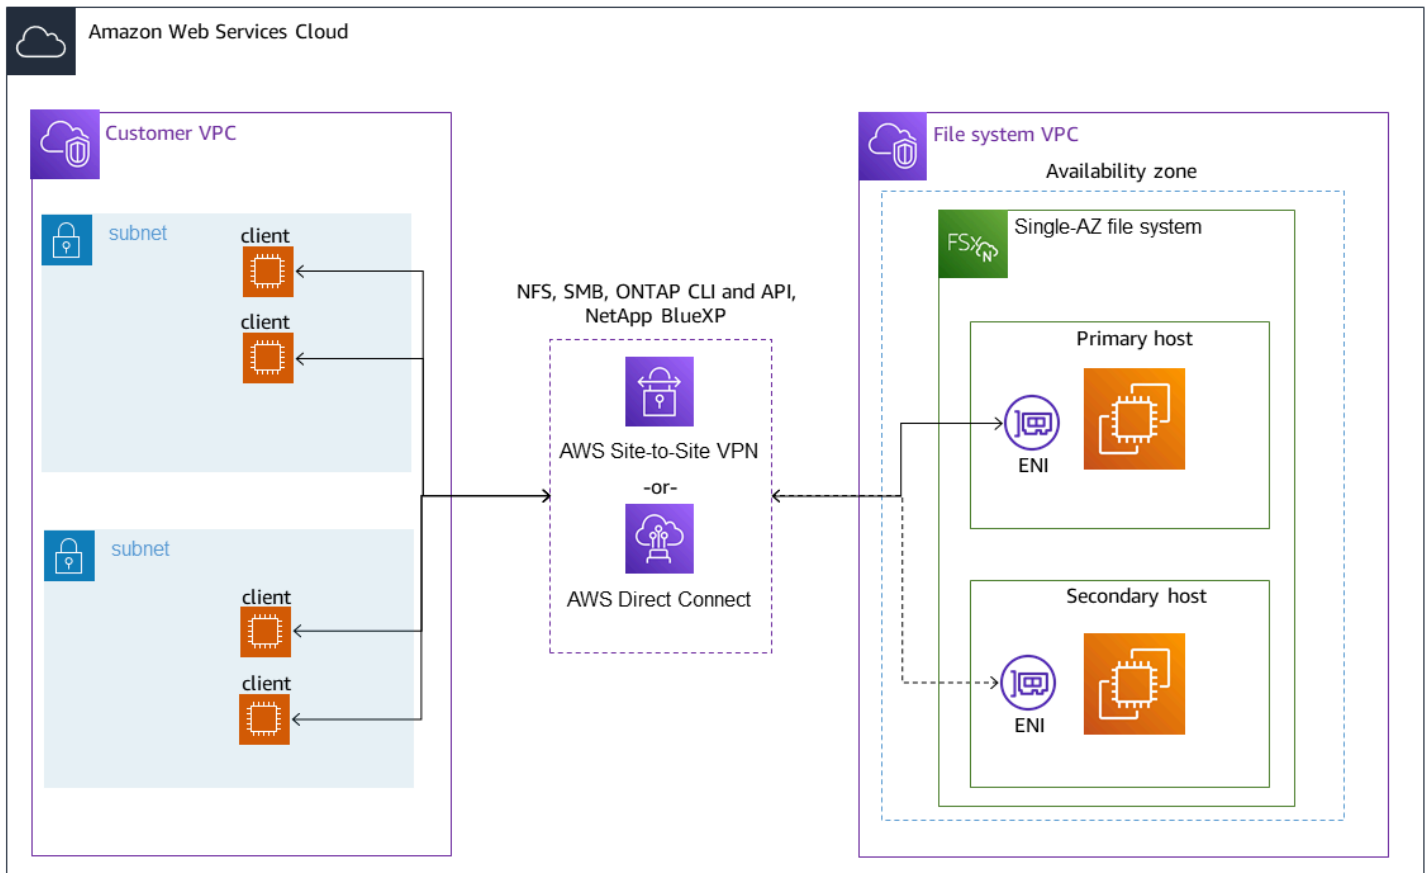 Amazon Web Services Cloud
Customer VPC
subnet
client
client
subnet
client
client
NFS, SMB, ONTAP CLI and API,
NetApp BlueXP
AWS Site-to-Site VPN
-or-
AWS Direct Connect
File system VPC
Availability zone
FSx
N
Single-AZ file system
Primary host
ENI
Secondary host
ENI